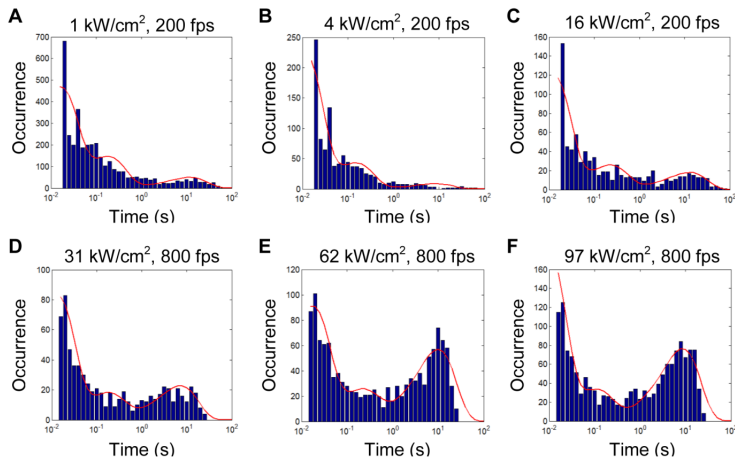 A
1 kW/cm², 200 fps
Occurrence
700
600
500
400
300
200
100
0
10⁻² 10⁻¹ 10⁰ 10¹ 10²
Time (s)
B
4 kW/cm², 200 fps
Occurrence
250
200
150
100
50
0
10⁻² 10⁻¹ 10⁰ 10¹ 10²
Time (s)
C
16 kW/cm², 200 fps
Occurrence
160
140
120
100
80
60
40
20
0
10⁻² 10⁻¹ 10⁰ 10¹ 10²
Time (s)
D
31 kW/cm², 800 fps
Occurrence
100
80
60
40
20
0
10⁻² 10⁻¹ 10⁰ 10¹ 10²
Time (s)
E
62 kW/cm², 800 fps
Occurrence
120
100
80
60
40
20
0
10⁻² 10⁻¹ 10⁰ 10¹ 10²
Time (s)
F
97 kW/cm², 800 fps
Occurrence
160
140
120
100
80
60
40
20
0
10⁻² 10⁻¹ 10⁰ 10¹ 10²
Time (s)